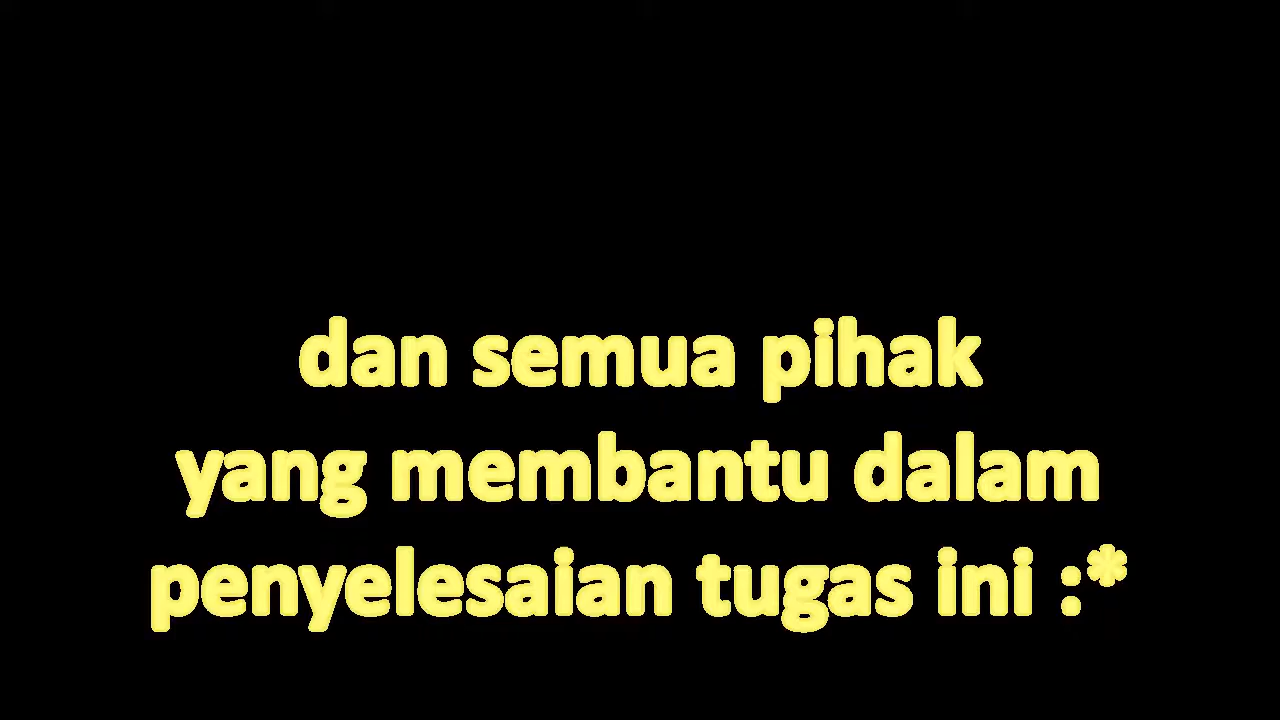 dan semua pihak
yang membantu dalam
penyelesaian tugas ini :*